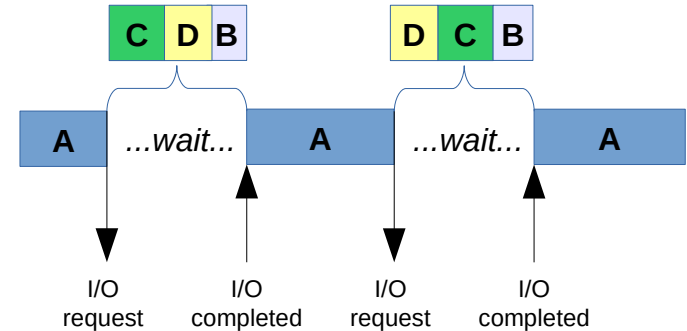 C D B
D C B
A ...wait... A ...wait... A
I/O I/O I/O I/O
request completed request completed